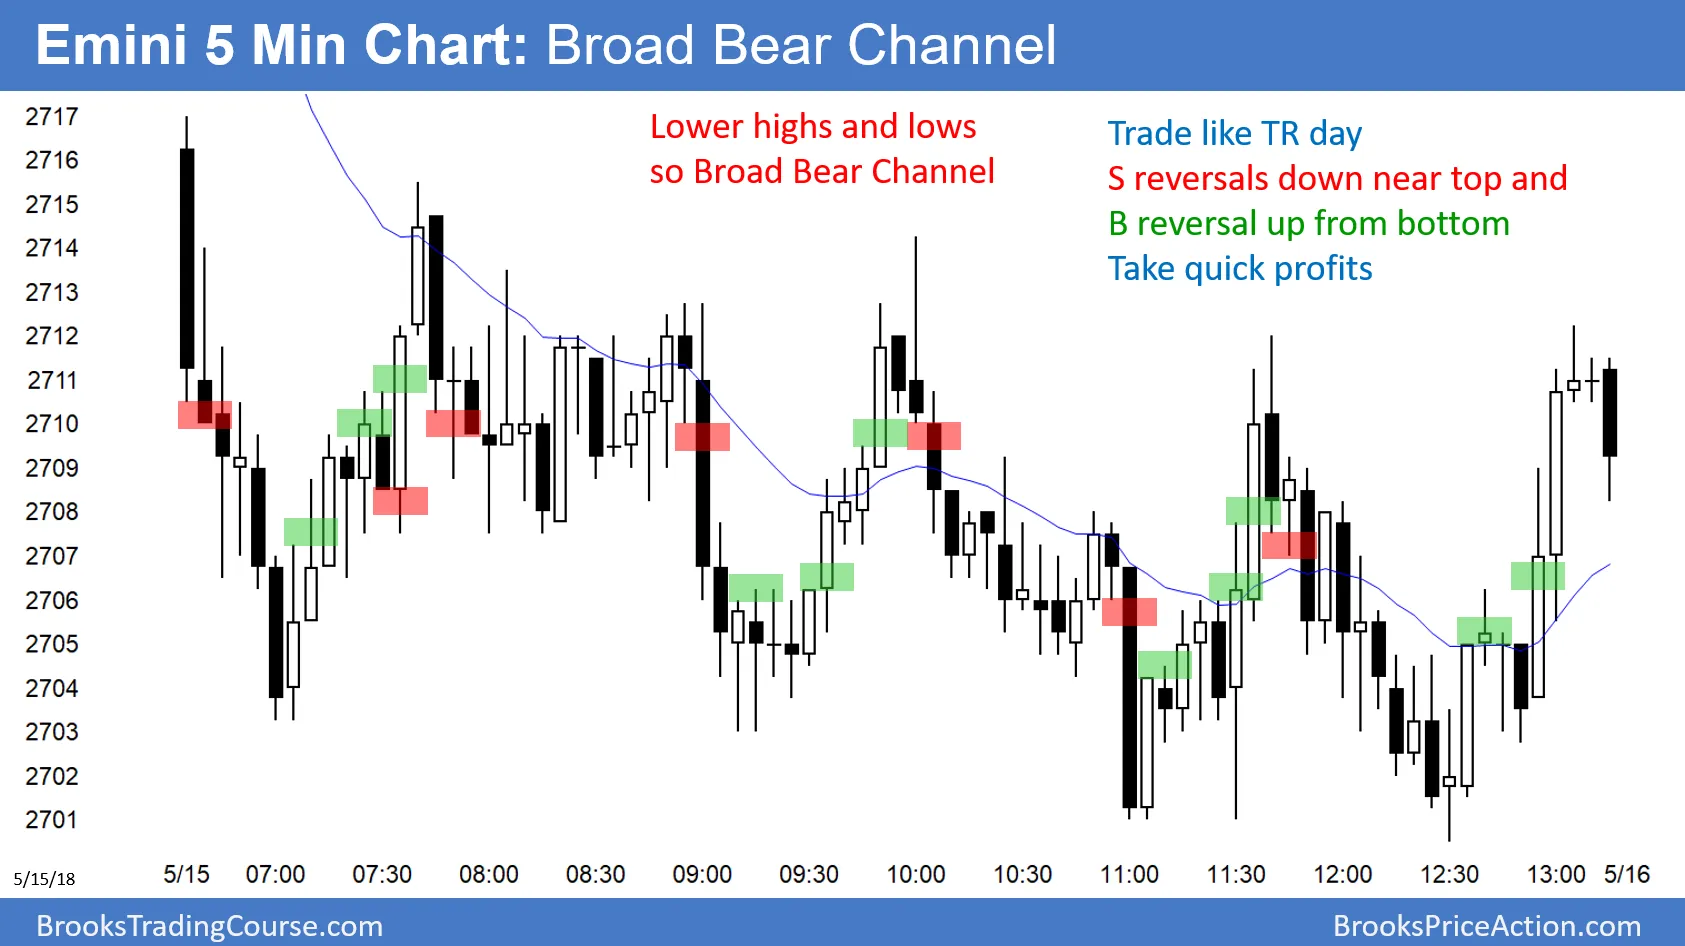 Emini 5 Min Chart: Broad Bear Channel
Lower highs and lows
so Broad Bear Channel
Trade like TR day
S reversals down near top and
B reversal up from bottom
Take quick profits
2717
2716
2715
2714
2713
2712
2711
2710
2709
2708
2707
2706
2705
2704
2703
2702
2701
5/15/18
5/15 07:00 07:30 08:00 08:30 09:00 09:30 10:00 10:30 11:00 11:30 12:00 12:30 13:00 5/16
BrooksTradingCourse.com
BrooksPriceAction.com